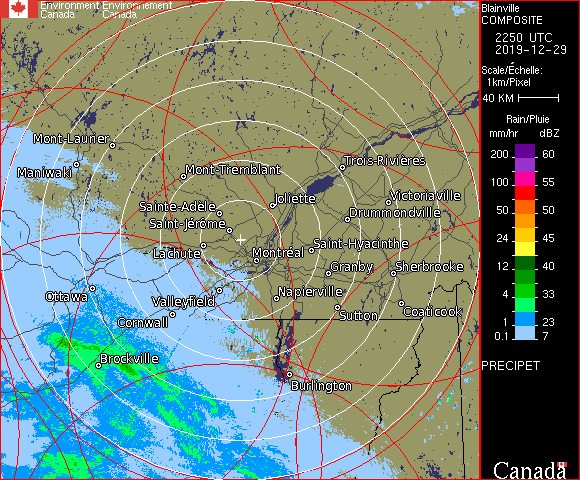 Environment Environnement
Canada Canada
Mont-Laurier
Maniwaki
Mont-Tremblant
Trois-Rivières
Sainte-Adèle
Joliette
Victoriaville
Saint-Jérôme
Drummondville
Lachute
Montréal
Saint-Hyacinthe
Granby
Sherbrooke
Ottawa
Valleyfield
Napierville
Cornwall
Sutton
Coaticook
Brockville
Burlington
Blainville
COMPOSITE
2250 UTC
2019-12-29
Scale/Échelle:
1km/Pixel
40 KM
Rain/Pluie
mm/hr dBZ
200 60
100 55
50 50
24 45
12 40
4 33
1 23
0.1 7
PRECIPET
Canada